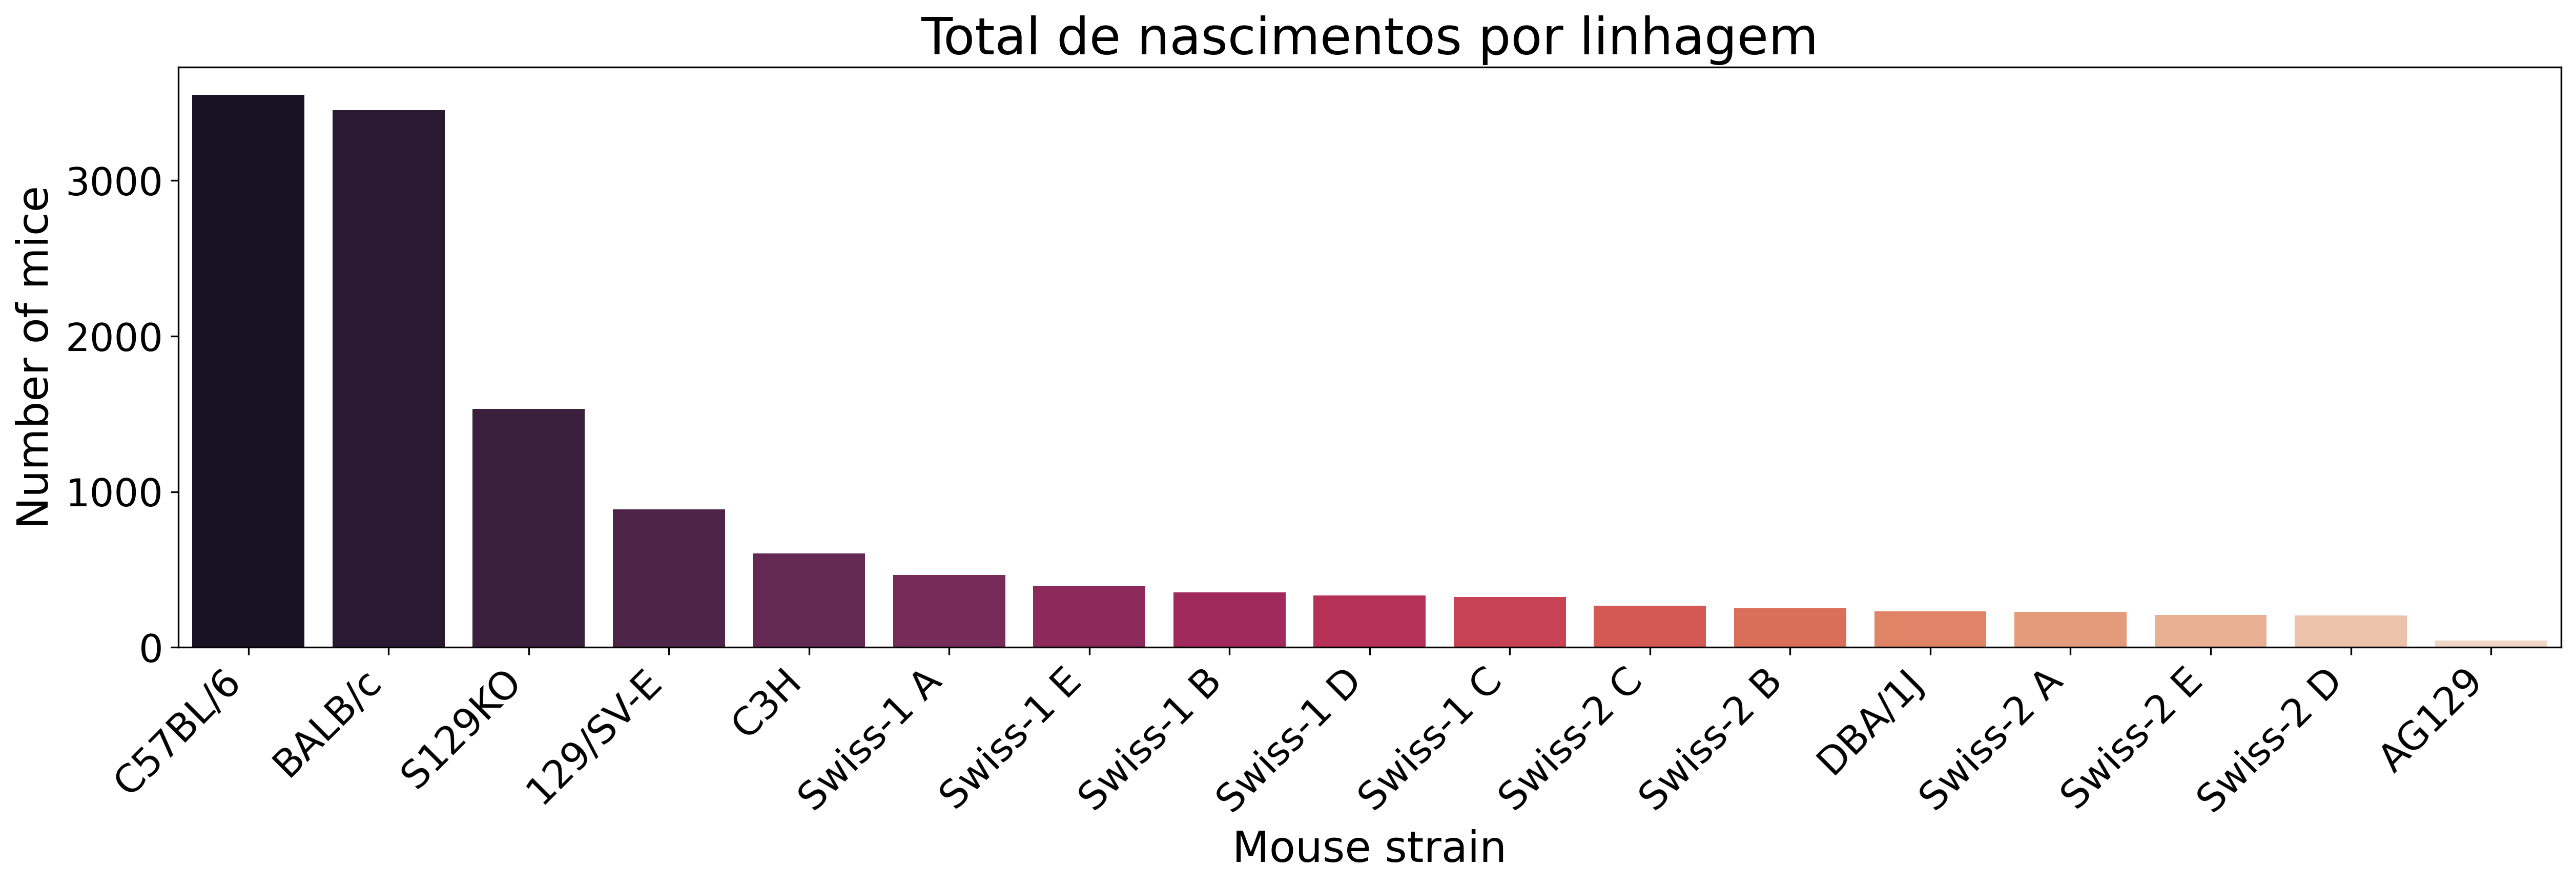 Total de nascimentos por linhagem
Number of mice
3000
2000
1000
0
C57BL/6
BALB/c
S129KO
129/SV-E
C3H
Swiss-1 A
Swiss-1 E
Swiss-1 B
Swiss-1 D
Swiss-1 C
Swiss-2 C
Swiss-2 B
DBA/1J
Swiss-2 A
Swiss-2 E
Swiss-2 D
AG129
Mouse strain